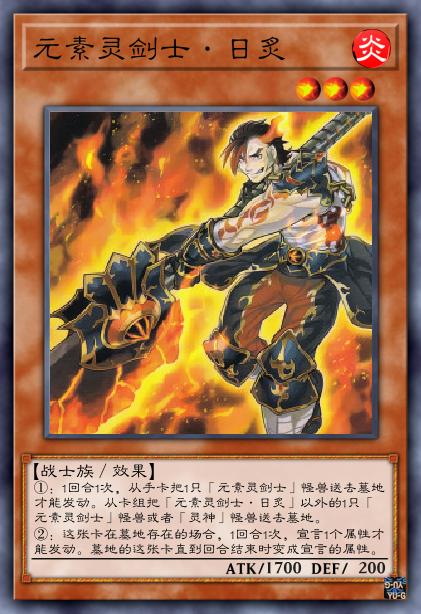 元素灵剑士·日炙
炎
【战士族／效果】
①：1回合1次，从手卡把1只「元素灵剑士」怪兽送去墓地
才能发动。从卡组把「元素灵剑士·日炙」以外的1只「
元素灵剑士」怪兽或者「灵神」怪兽送去墓地。
②：这张卡在墓地存在的场合，1回合1次，宣言1个属性才
能发动。墓地的这张卡直到回合结束时变成宣言的属性。
ATK/1700 DEF/ 200